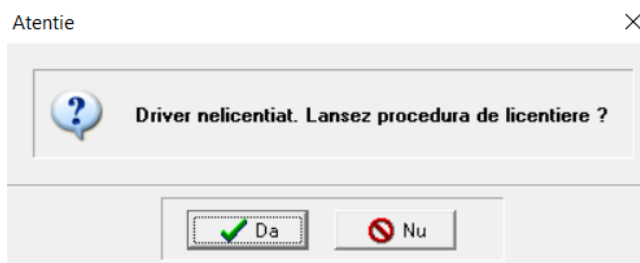 Atentie
Driver nelicentiat. Lansez procedura de licentiere ?
Da
Nu